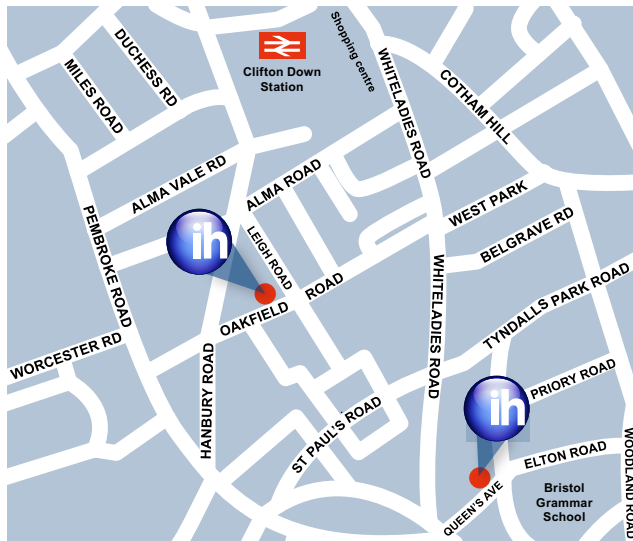 DUCHESS RD
MILES ROAD
Clifton Down
Station
Shopping centre
WHITELADIES ROAD
COTHAM HILL
ALMA VALE RD
ALMA ROAD
WEST PARK
BELGRAVE RD
PEMBROKE ROAD
ih
LEIGH ROAD
OAKFIELD ROAD
WHITELADIES ROAD
TYNDALLS PARK ROAD
WORCESTER RD
HANBURY ROAD
ST PAUL'S ROAD
ih
PRIORY ROAD
ELTON ROAD
WOODLAND ROAD
QUEEN'S AVE
Bristol
Grammar
School